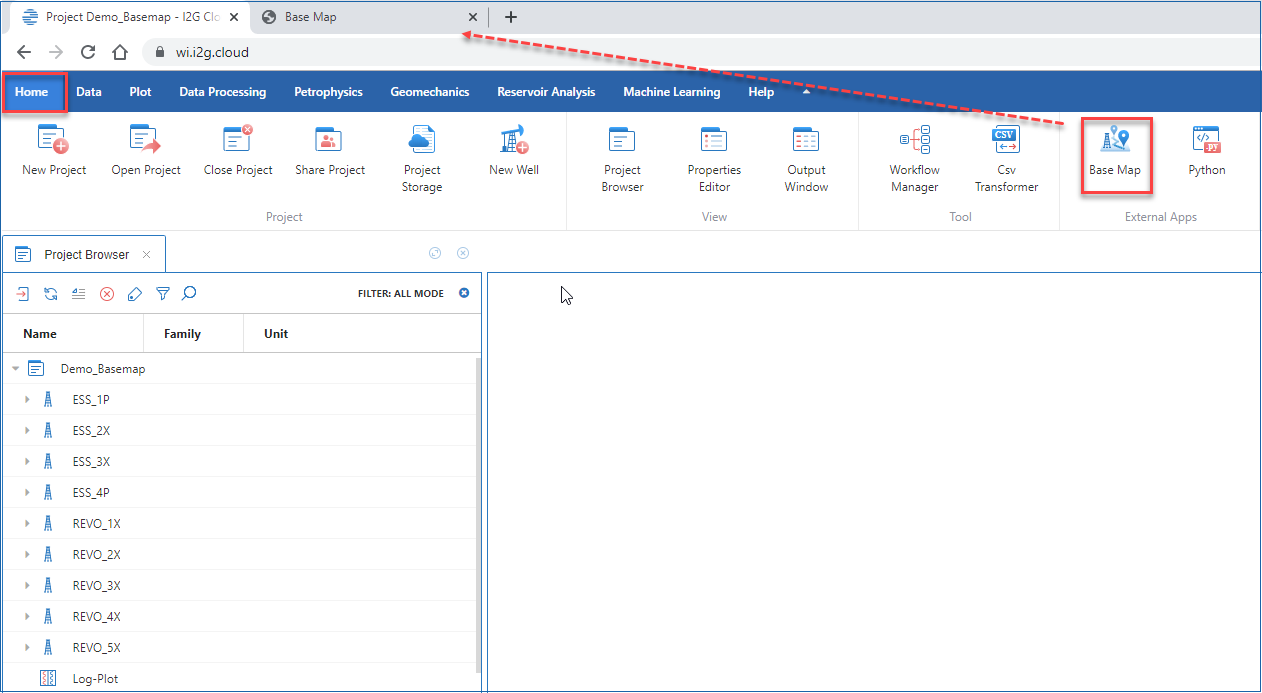 Project Demo_Basemap - I2G Clo
Base Map
wi.i2g.cloud
Home Data Plot Data Processing Petrophysics Geomechanics Reservoir Analysis Machine Learning Help
New Project
Open Project
Close Project
Share Project
Project
Storage
New Well
Project
Browser
Properties
Editor
Output
Window
Workflow
Manager
CSV
Csv
Transformer
Base Map
.py
Python
Project
View
Tool
External Apps
Project Browser
FILTER: ALL MODE
Name Family Unit
Demo_Basemap
ESS_1P
ESS_2X
ESS_3X
ESS_4P
REVO_1X
REVO_2X
REVO_3X
REVO_4X
REVO_5X
Log-Plot